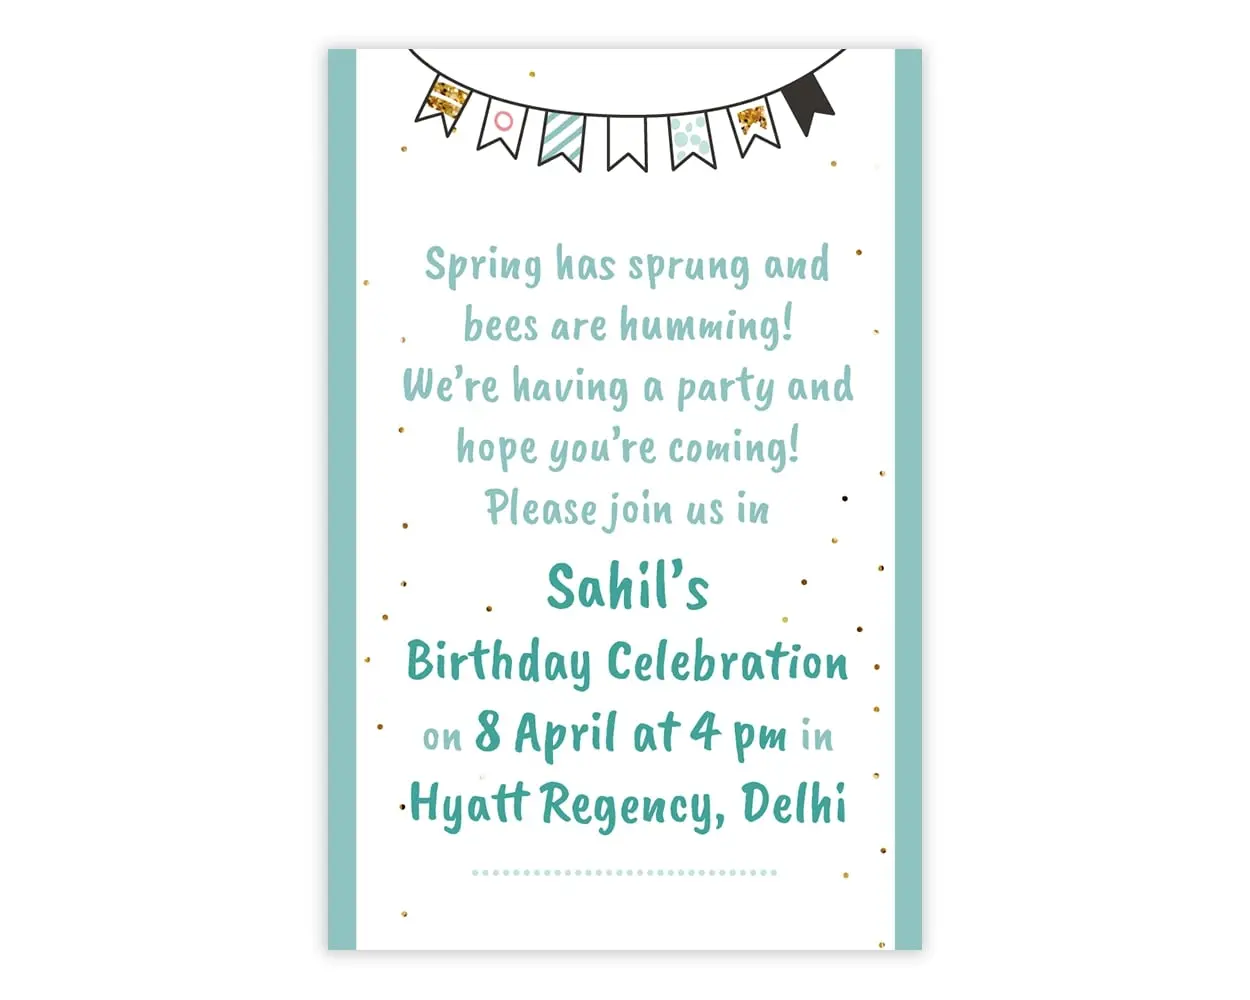 Spring has sprung and
bees are humming!
We're having a party and
hope you're coming!
Please join us in
Sahil's
Birthday Celebration
on 8 April at 4 pm in
Hyatt Regency, Delhi